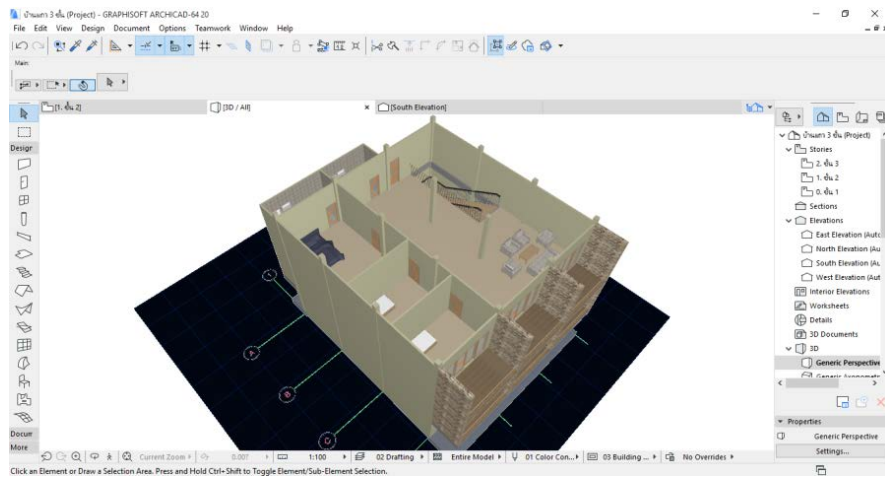 บ้านเภา 3 ชั้น (Project) - GRAPHISOFT ARCHICAD-64 20
File Edit View Design Document Options Teamwork Window Help
Main:
[1. ชั้น 2]
[3D / All]
[South Elevation]
Design
Docum
More
A
B
C
บ้านเภา 3 ชั้น (Project)
Stories
2. ชั้น 3
1. ชั้น 2
0. ชั้น 1
Sections
Elevations
East Elevation (Auto
North Elevation (Au
South Elevation (Au
West Elevation (Aut
Interior Elevations
Worksheets
Details
3D Documents
3D
Generic Perspective
Generic Axonomet
Properties
Generic Perspective
Settings...
Current Zoom
0.00°
1:100
02 Drafting
Entire Model
01 Color Con...
03 Building ...
No Overrides
Click an Element or Draw a Selection Area. Press and Hold Ctrl+Shift to Toggle Element/Sub-Element Selection.